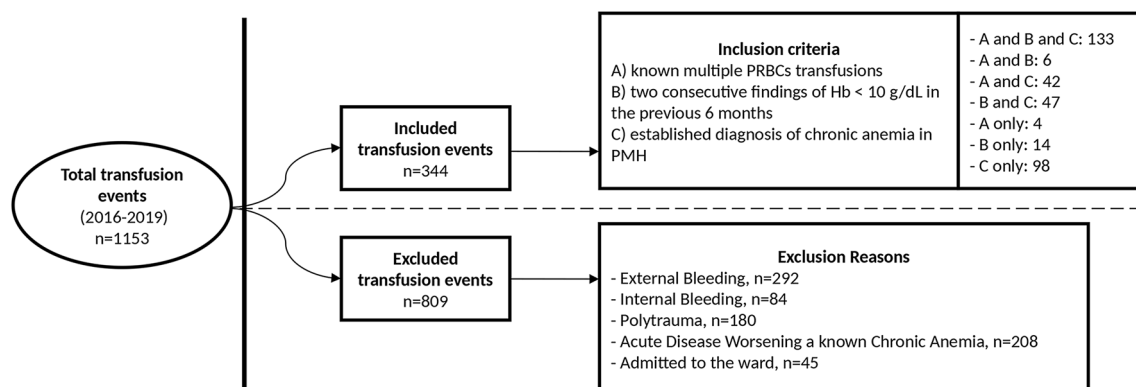 Total transfusion
events
(2016-2019)
n=1153
Included
transfusion events
n=344
Inclusion criteria
A) known multiple PRBCs transfusions
B) two consecutive findings of Hb < 10 g/dL in
the previous 6 months
C) established diagnosis of chronic anemia in
PMH
- A and B and C: 133
- A and B: 6
- A and C: 42
- B and C: 47
- A only: 4
- B only: 14
- C only: 98
Excluded
transfusion events
n=809
Exclusion Reasons
- External Bleeding, n=292
- Internal Bleeding, n=84
- Polytrauma, n=180
- Acute Disease Worsening a known Chronic Anemia, n=208
- Admitted to the ward, n=45